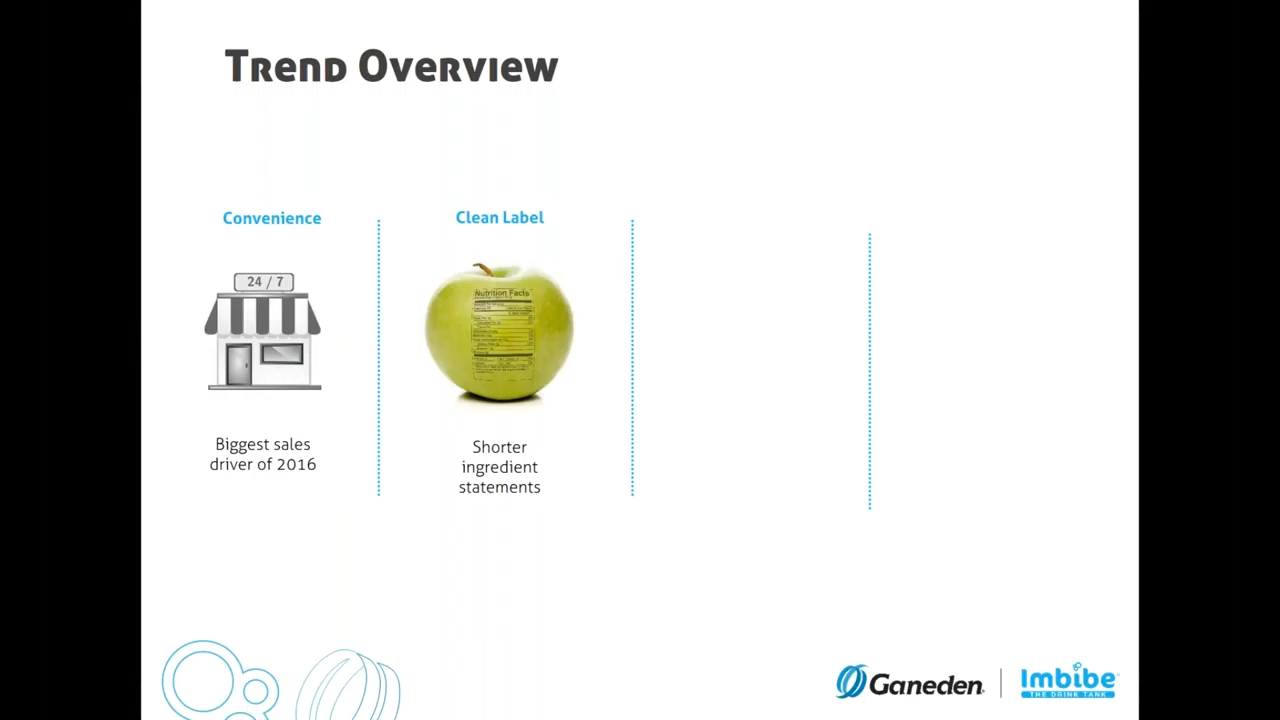 Trend Overview
Convenience
Clean Label
24 / 7
Nutrition Facts
Biggest sales
driver of 2016
Shorter
ingredient
statements
Ganeden
Imbibe
THE DRINK TANK